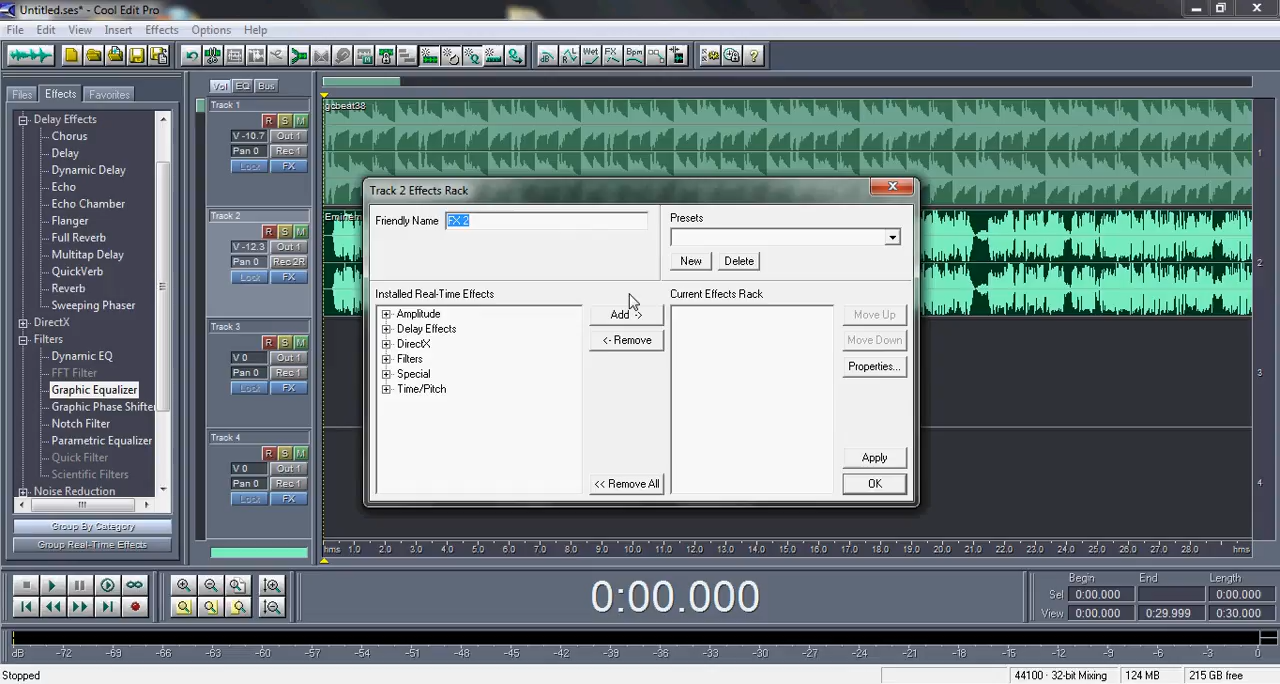 Untitled.ses* - Cool Edit Pro
File Edit View Insert Effects Options Help
Wet FX Bpm
Files Effects Favorites
Delay Effects
Chorus
Delay
Dynamic Delay
Echo
Echo Chamber
Flanger
Full Reverb
Multitap Delay
QuickVerb
Reverb
Sweeping Phaser
DirectX
Filters
Dynamic EQ
FFT Filter
Graphic Equalizer
Graphic Phase Shifter
Notch Filter
Parametric Equalizer
Quick Filter
Scientific Filters
Noise Reduction
Group By Category
Group Real-Time Effects
Vol EQ Bus
Track 1
R S M
V -10.7 Out 1
Pan 0 Rec 1
Lock FX
Track 2
R S M
V -12.3 Out 1
Pan 0 Rec 2R
Lock FX
Track 3
R S M
V 0 Out 1
Pan 0 Rec 1
Lock FX
Track 4
R S M
V 0 Out 1
Pan 0 Rec 1
Lock FX
gcbeat38
Eminem
1
2
3
4
Track 2 Effects Rack
Friendly Name FX 2
Presets
New Delete
Installed Real-Time Effects
Amplitude
Delay Effects
DirectX
Filters
Special
Time/Pitch
Add ->
<- Remove
<< Remove All
Current Effects Rack
Move Up
Move Down
Properties...
Apply
OK
hms 1.0 2.0 3.0 4.0 5.0 6.0 7.0 8.0 9.0 10.0 11.0 12.0 13.0 14.0 15.0 16.0 17.0 18.0 19.0 20.0 21.0 22.0 23.0 24.0 25.0 26.0 27.0 28.0 hms
0:00.000
Begin End Length
Sel 0:00.000 0:00.000
View 0:00.000 0:29.999 0:30.000
dB -72 -69 -66 -63 -60 -57 -54 -51 -48 -45 -42 -39 -36 -33 -30 -27 -24 -21 -18 -15 -12 -9 -6 -3 0
Stopped
44100 · 32-bit Mixing 124 MB 215 GB free